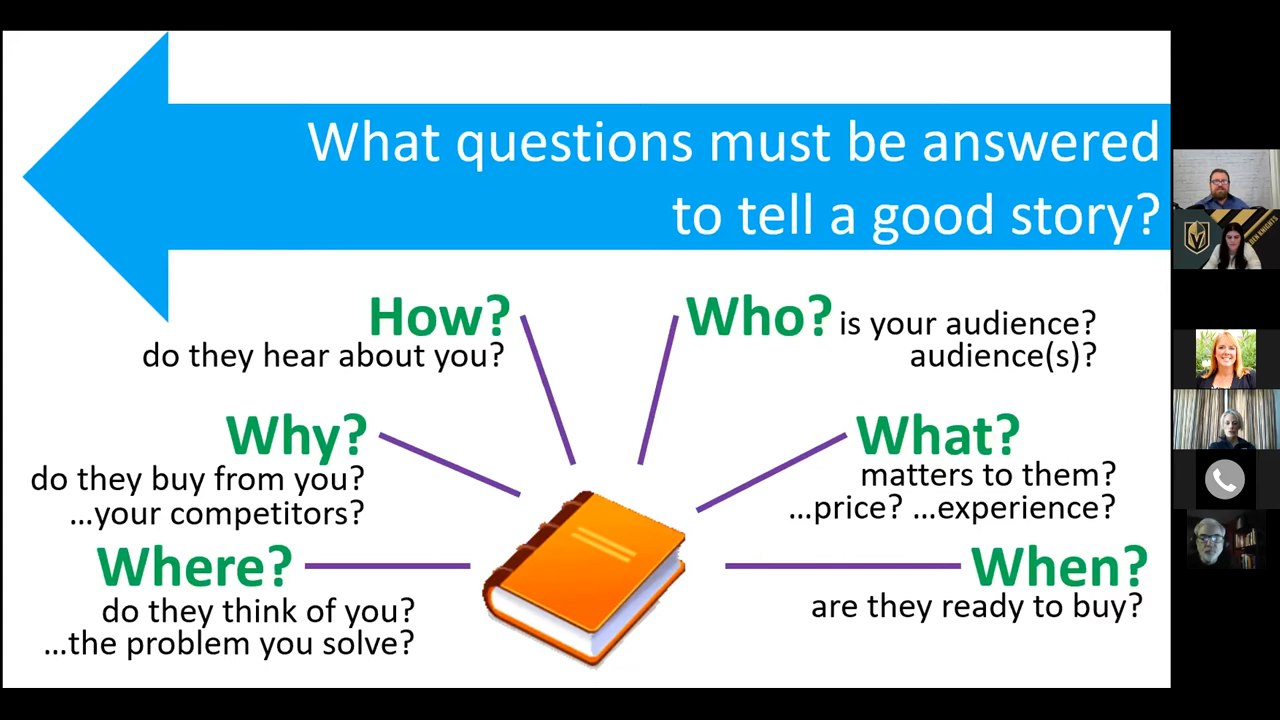 What questions must be answered
to tell a good story?
How?
do they hear about you?
Who? is your audience?
audience(s)?
Why?
do they buy from you?
...your competitors?
What?
matters to them?
...price? ...experience?
Where?
do they think of you?
...the problem you solve?
When?
are they ready to buy?